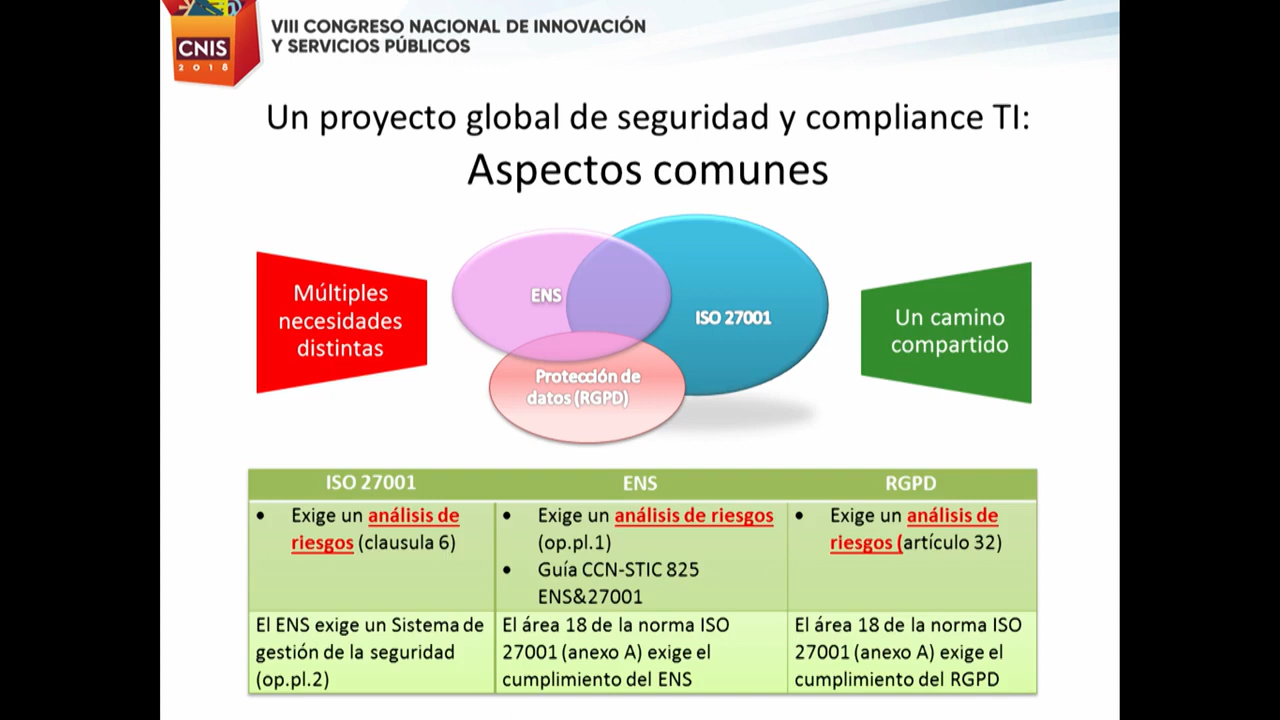 VIII CONGRESO NACIONAL DE INNOVACIÓN
Y SERVICIOS PÚBLICOS
CNIS
2018
Un proyecto global de seguridad y compliance TI:
Aspectos comunes
Múltiples
necesidades
distintas
ENS
ISO 27001
Protección de
datos (RGPD)
Un camino
compartido
ISO 27001
ENS
RGPD
• Exige un análisis de
riesgos (clausula 6)
• Exige un análisis de riesgos
(op.pl.1)
• Guía CCN-STIC 825
ENS&27001
• Exige un análisis de
riesgos (artículo 32)
El ENS exige un Sistema de
gestión de la seguridad
(op.pl.2)
El área 18 de la norma ISO
27001 (anexo A) exige el
cumplimiento del ENS
El área 18 de la norma ISO
27001 (anexo A) exige el
cumplimiento del RGPD